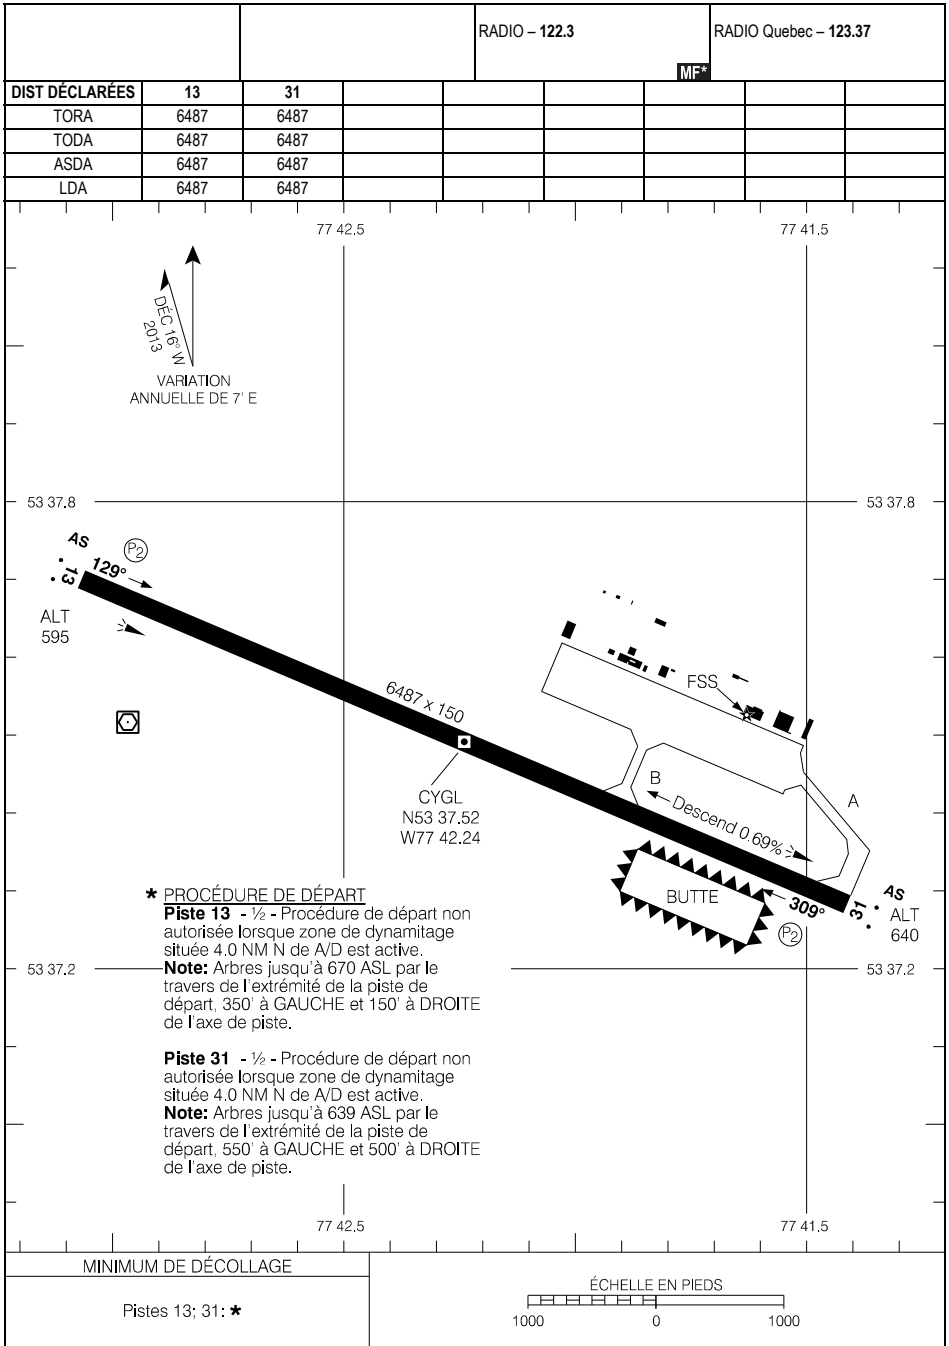 RADIO – 122.3
RADIO Quebec – 123.37
MF*
DIST DÉCLARÉES 13 31
TORA 6487 6487
TODA 6487 6487
ASDA 6487 6487
LDA 6487 6487
77 42.5 77 41.5
DÉC 16° W
2013
VARIATION
ANNUELLE DE 7' E
53 37.8 53 37.8
AS
P2
129°
13
ALT
595
6487 x 150
FSS
CYGL
N53 37.52
W77 42.24
B
A
Descend 0.69%
BUTTE
309°
31
AS
P2
ALT
640
* PROCÉDURE DE DÉPART
Piste 13 - ½ - Procédure de départ non
autorisée lorsque zone de dynamitage
située 4.0 NM N de A/D est active.
53 37.2 53 37.2
Note: Arbres jusqu'à 670 ASL par le
travers de l'extrémité de la piste de
départ, 350' à GAUCHE et 150' à DROITE
de l'axe de piste.
Piste 31 - ½ - Procédure de départ non
autorisée lorsque zone de dynamitage
située 4.0 NM N de A/D est active.
Note: Arbres jusqu'à 639 ASL par le
travers de l'extrémité de la piste de
départ, 550' à GAUCHE et 500' à DROITE
de l'axe de piste.
77 42.5 77 41.5
MINIMUM DE DÉCOLLAGE
Pistes 13; 31: *
ÉCHELLE EN PIEDS
1000 0 1000